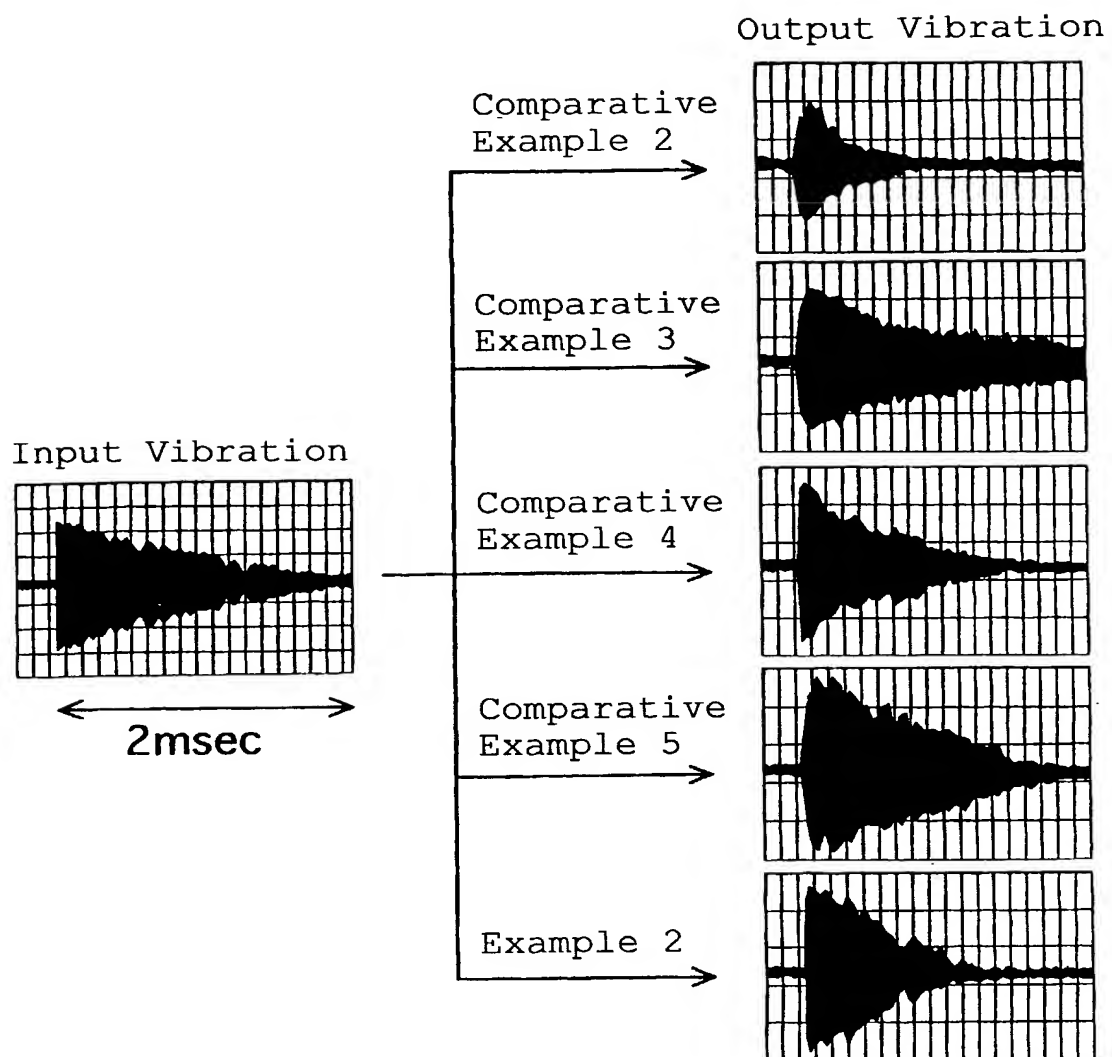 Output Vibration
Comparative
Example 2
Comparative
Example 3
Input Vibration
Comparative
Example 4
2msec
Comparative
Example 5
Example 2